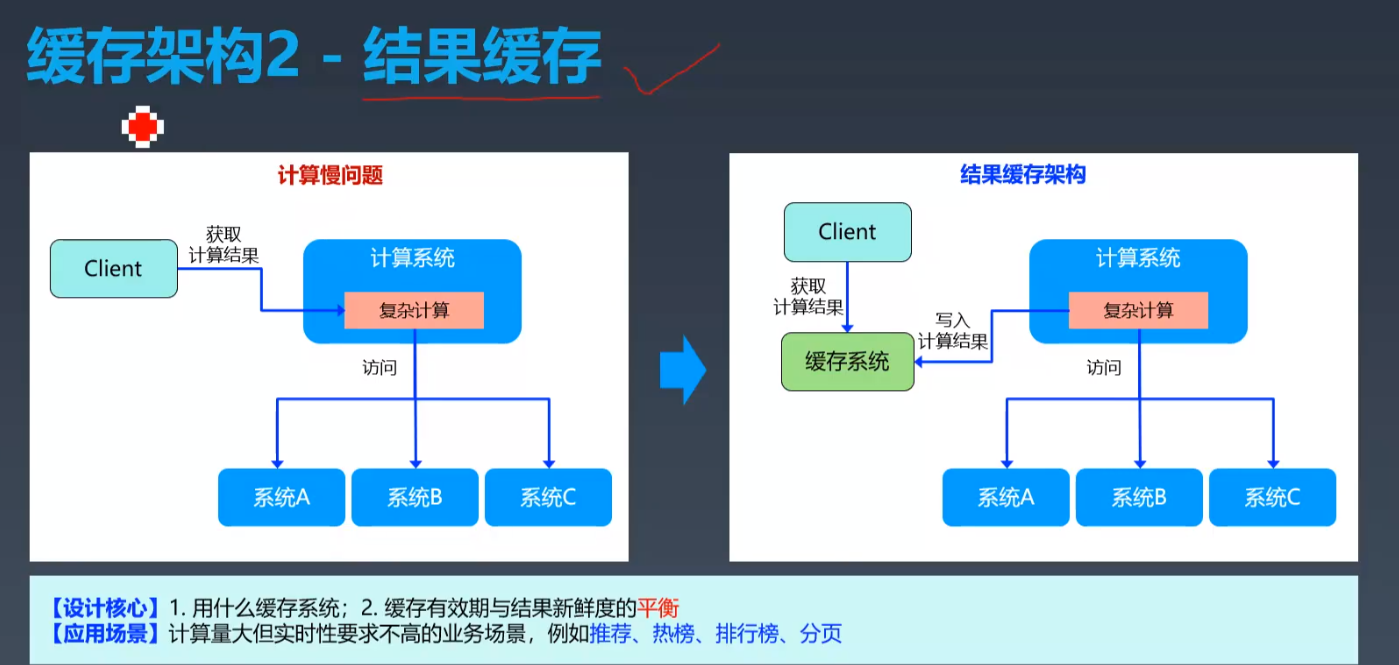 缓存架构2 - 结果缓存
计算慢问题
Client
获取
计算结果
计算系统
复杂计算
访问
系统A
系统B
系统C
结果缓存架构
Client
获取
计算结果
缓存系统
写入
计算结果
计算系统
复杂计算
访问
系统A
系统B
系统C
【设计核心】1. 用什么缓存系统；2. 缓存有效期与结果新鲜度的平衡
【应用场景】计算量大但实时性要求不高的业务场景，例如推荐、热榜、排行榜、分页